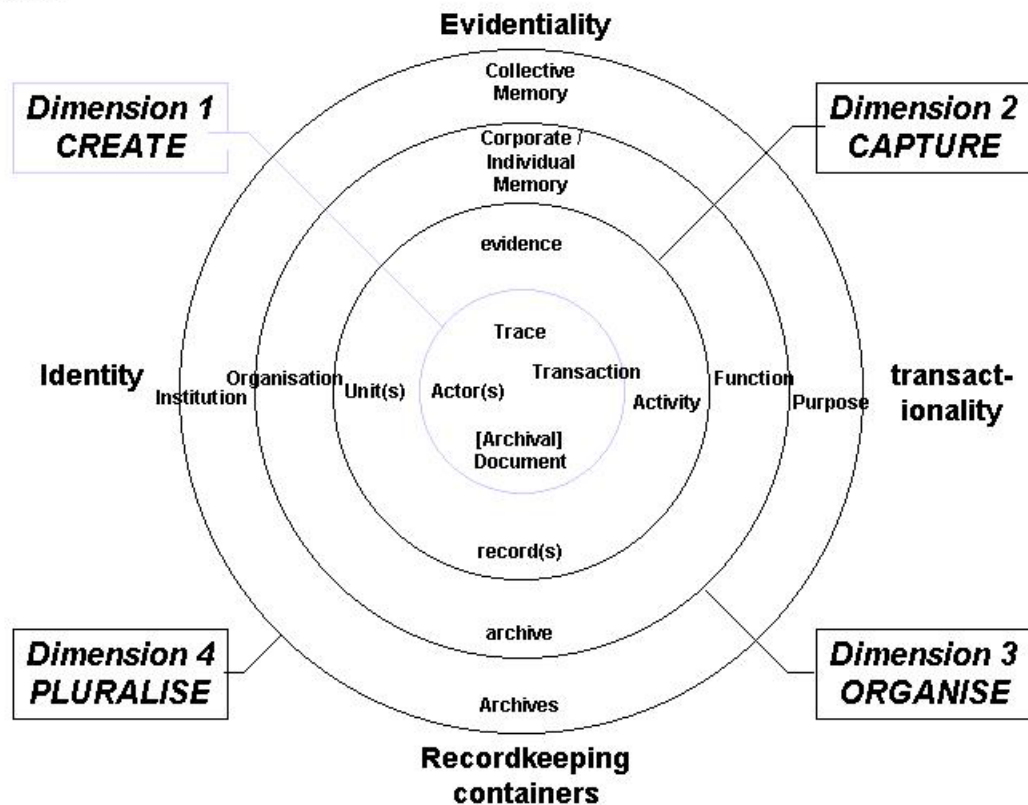 Evidentiality
Collective
Memory
Dimension 1
CREATE
Dimension 2
CAPTURE
Corporate /
Individual
Memory
evidence
Trace
Identity
Institution
Organisation
Unit(s)
Actor(s)
Transaction
Activity
Function
Purpose
transact-
ionality
[Archival]
Document
record(s)
archive
Dimension 4
PLURALISE
Dimension 3
ORGANISE
Archives
Recordkeeping
containers